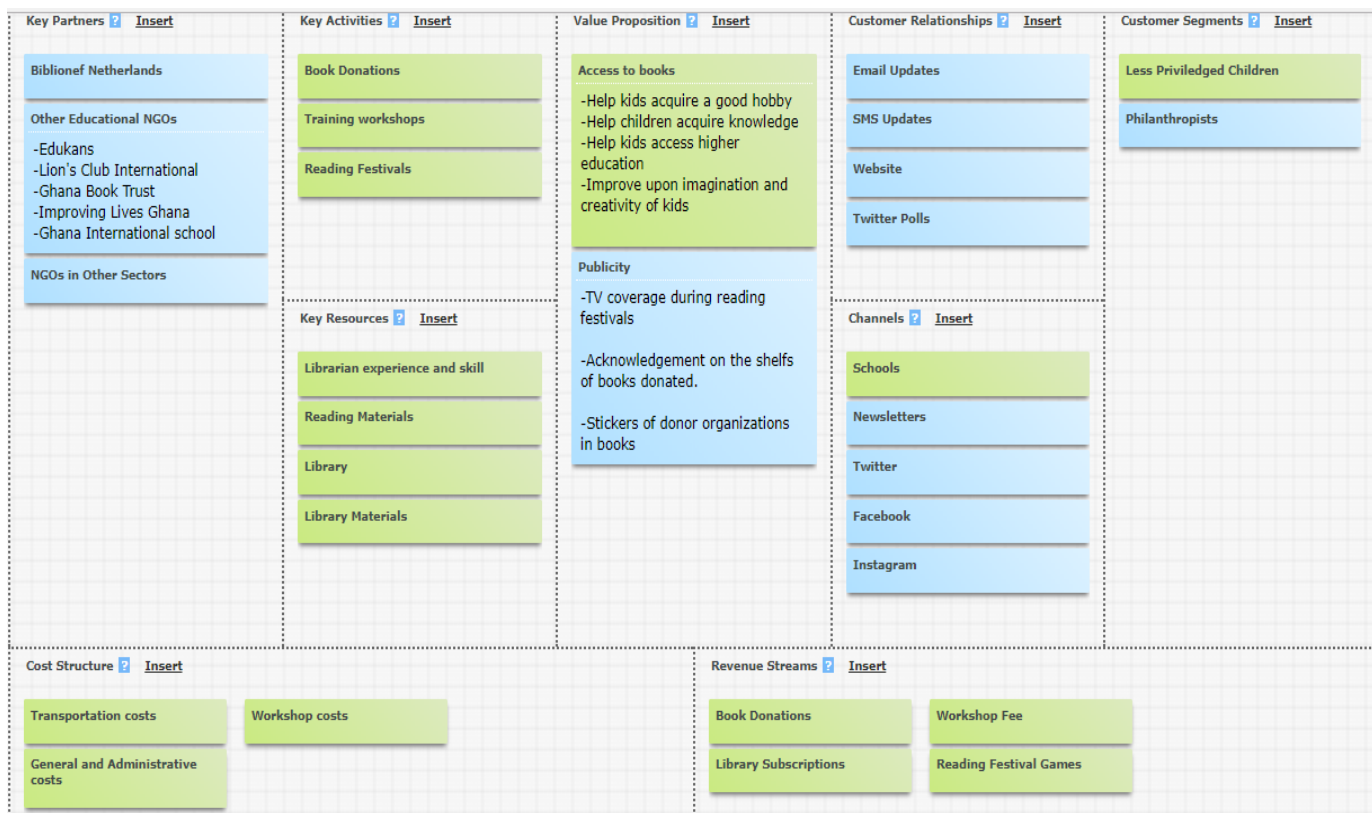 Key Partners ? Insert
Biblionef Netherlands
Other Educational NGOs
-Edukans
-Lion's Club International
-Ghana Book Trust
-Improving Lives Ghana
-Ghana International school
NGOs in Other Sectors
Key Activities ? Insert
Book Donations
Training workshops
Reading Festivals
Key Resources ? Insert
Librarian experience and skill
Reading Materials
Library
Library Materials
Value Proposition ? Insert
Access to books
-Help kids acquire a good hobby
-Help children acquire knowledge
-Help kids access higher
education
-Improve upon imagination and
creativity of kids
Publicity
-TV coverage during reading
festivals
-Acknowledgement on the shelfs
of books donated.
-Stickers of donor organizations
in books
Customer Relationships ? Insert
Email Updates
SMS Updates
Website
Twitter Polls
Channels ? Insert
Schools
Newsletters
Twitter
Facebook
Instagram
Customer Segments ? Insert
Less Priviledged Children
Philanthropists
Cost Structure ? Insert
Transportation costs
Workshop costs
General and Administrative
costs
Revenue Streams ? Insert
Book Donations
Workshop Fee
Library Subscriptions
Reading Festival Games